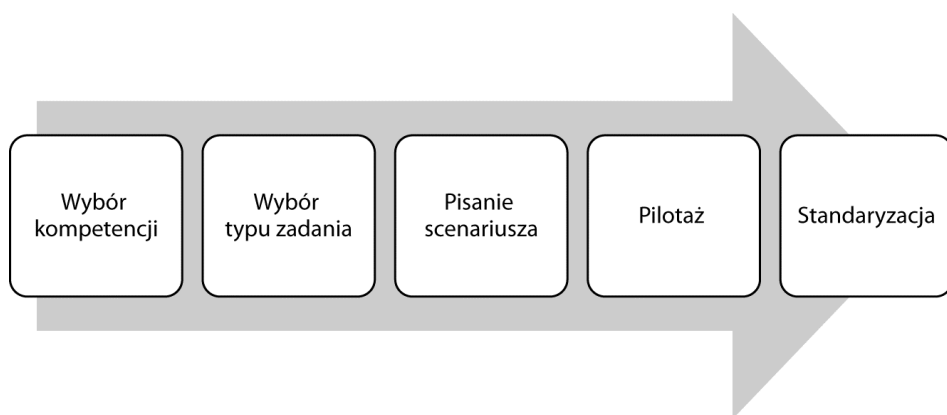 Wybór
kompetencji
Wybór
typu zadania
Pisanie
scenariusza
Pilotaż
Standaryzacja